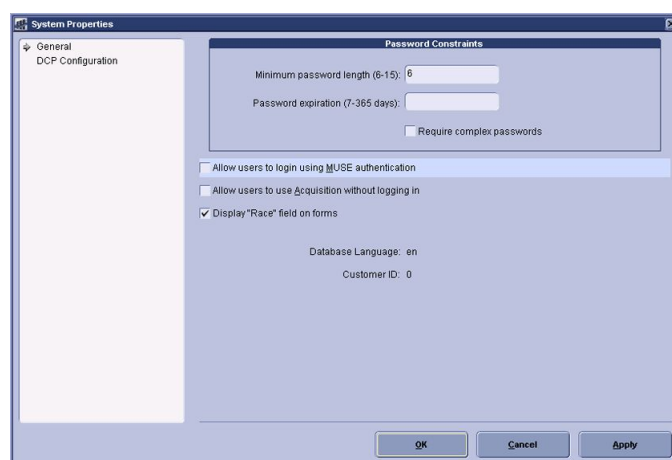 System Properties
General
DCP Configuration
Password Constraints
Minimum password length (6-15): 6
Password expiration (7-365 days):
Require complex passwords
Allow users to login using MUSE authentication
Allow users to use Acquisition without logging in
Display "Race" field on forms
Database Language: en
Customer ID: 0
OK Cancel Apply